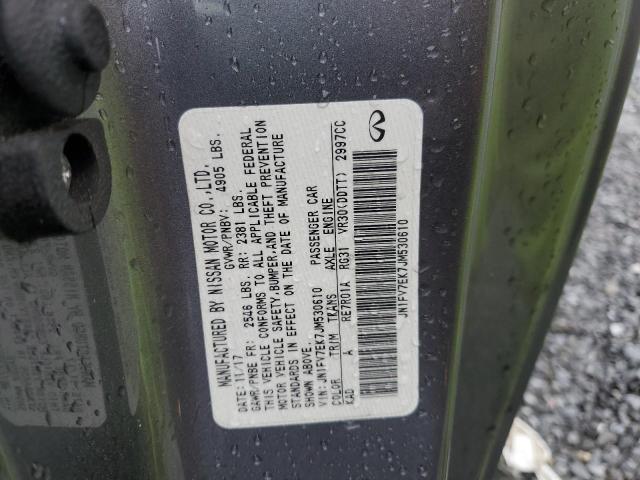 MANUFACTURED BY NISSAN MOTOR CO.,LTD.
DATE: 11/17 GVWR/PNBV: 4905 LBS.
GAWR/PNBE FR: 2546 LBS. RR: 2381 LBS.
THIS VEHICLE CONFORMS TO ALL APPLICABLE FEDERAL
MOTOR VEHICLE SAFETY,BUMPER,AND THEFT PREVENTION
STANDARDS IN EFFECT ON THE DATE OF MANUFACTURE
SHOWN ABOVE.
VIN: JN1FV7EK7JM530610 PASSENGER CAR
COLOR TRIM TRANS AXLE ENGINE
KAD A RE7R01A RG31 VR30(DDTT) 2997CC
JN1FV7EK7JM530610